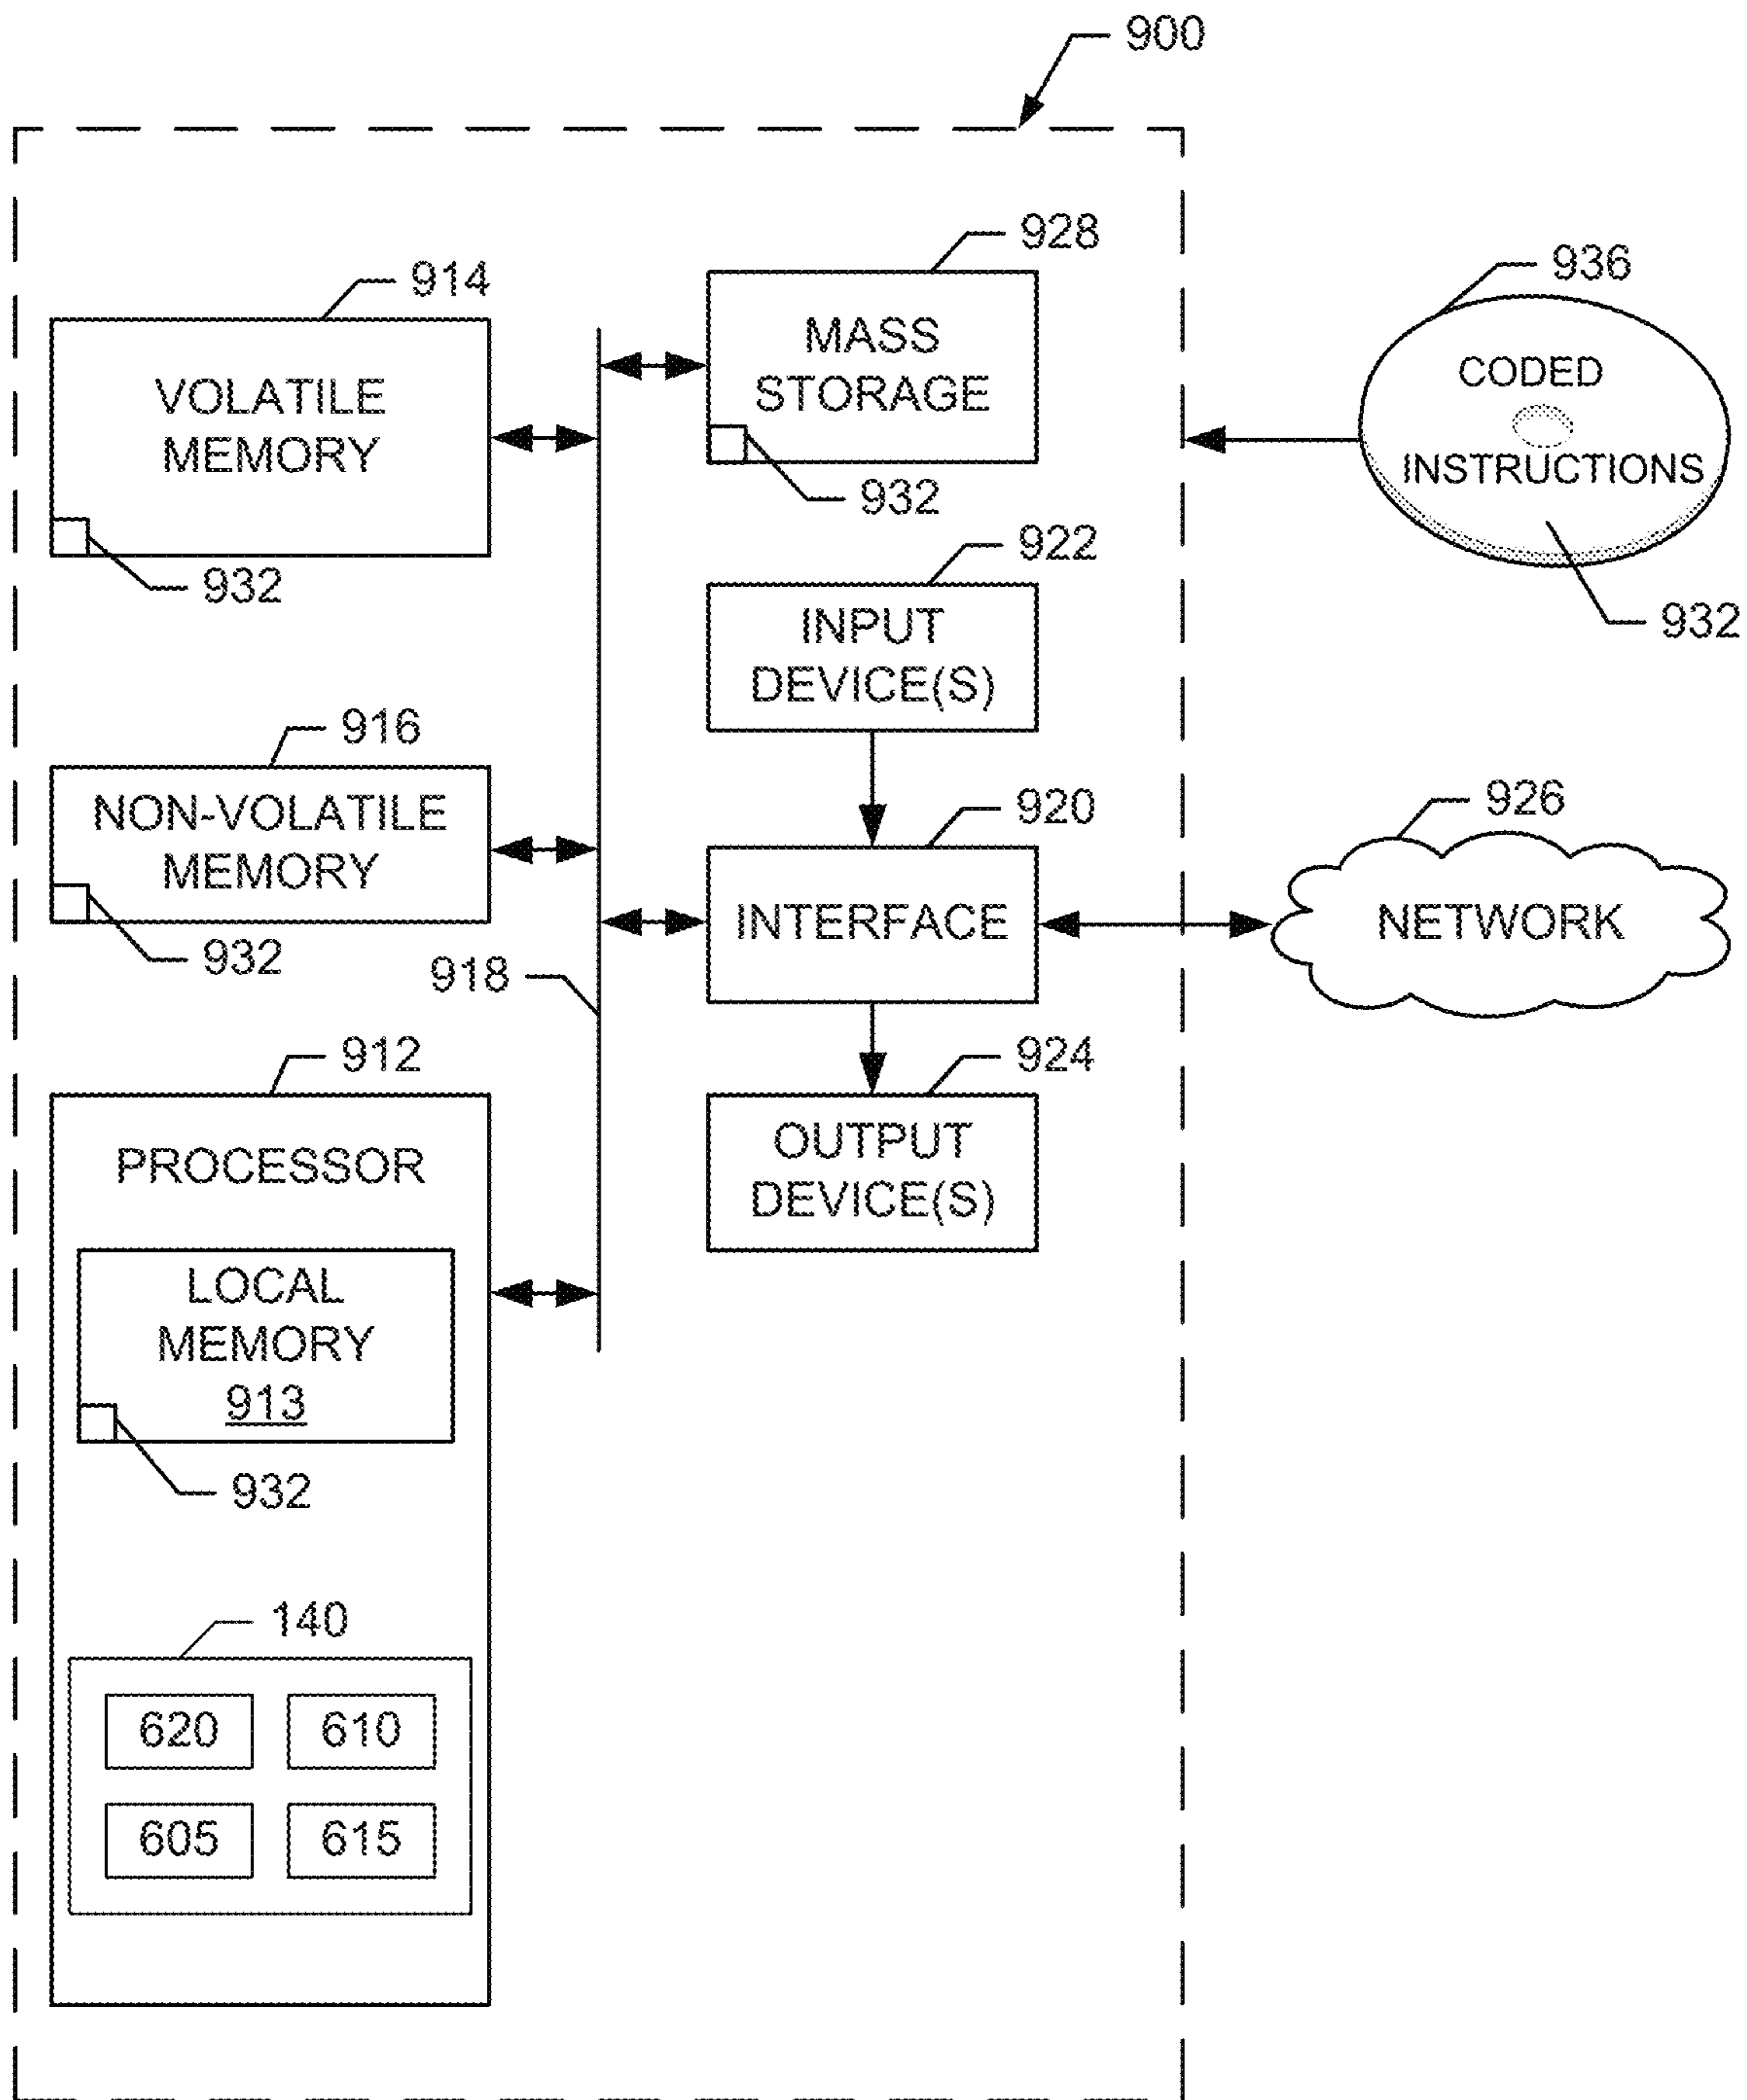 900
928
914
936
MASS
STORAGE
VOLATILE
MEMORY
CODED
INSTRUCTIONS
932
922
932
932
INPUT
DEVICE(S)
916
920
926
NON-VOLATILE
MEMORY
INTERFACE
NETWORK
932
918
912
924
PROCESSOR
OUTPUT
DEVICE(S)
LOCAL
MEMORY
913
932
140
620 610
605 615